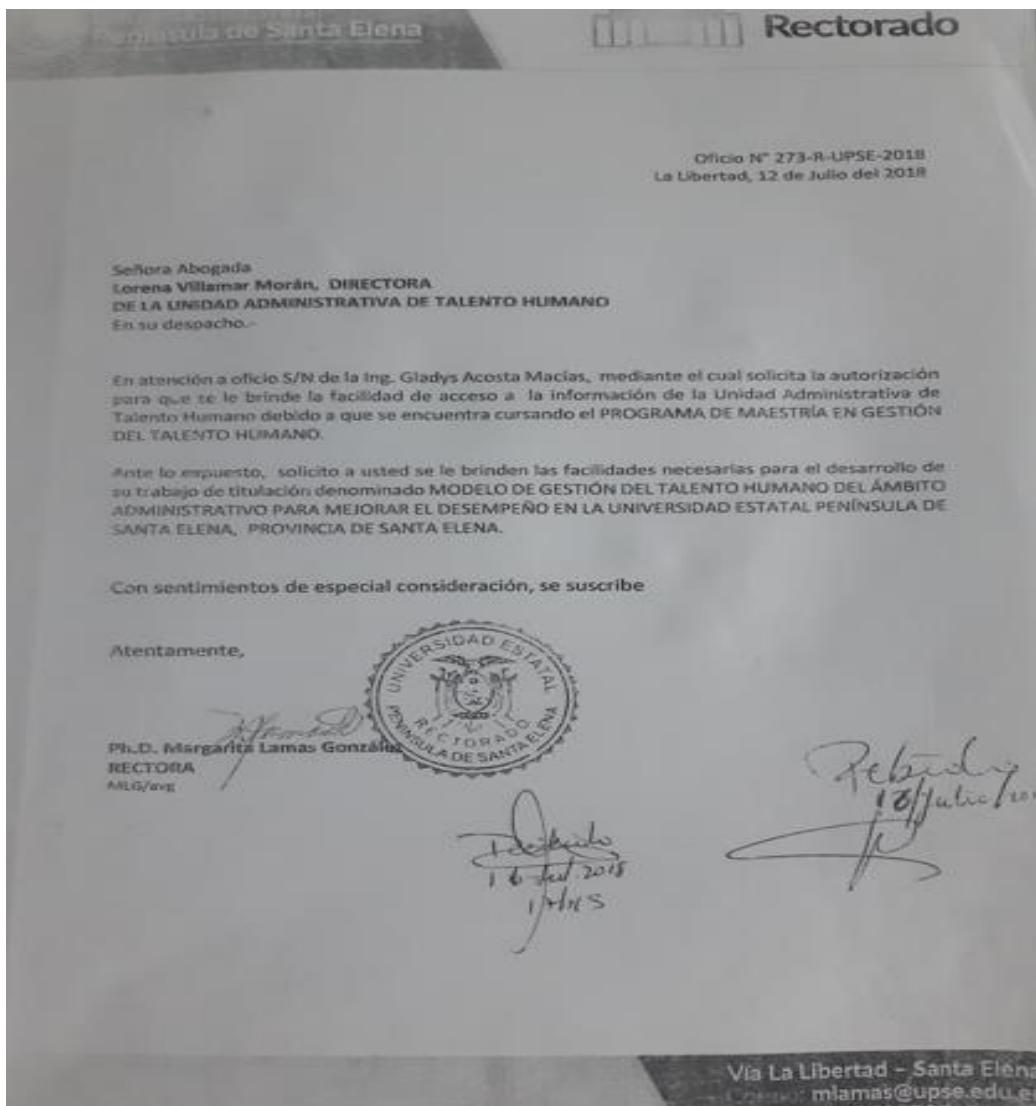 Península de Santa Elena
Rectorado
Oficio N° 273-R-UPSE-2018
La Libertad, 12 de Julio del 2018
Señora Abogada
Lorena Villamar Morán, DIRECTORA
DE LA UNIDAD ADMINISTRATIVA DE TALENTO HUMANO
En su despacho.-
En atención a oficio S/N de la Ing. Gladys Acosta Macías, mediante el cual solicita la autorización
para que se le brinde la facilidad de acceso a la información de la Unidad Administrativa de
Talento Humano debido a que se encuentra cursando el PROGRAMA DE MAESTRÍA EN GESTIÓN
DEL TALENTO HUMANO.
Ante lo expuesto, solicito a usted se le brinden las facilidades necesarias para el desarrollo de
su trabajo de titulación denominado MODELO DE GESTIÓN DEL TALENTO HUMANO DEL ÁMBITO
ADMINISTRATIVO PARA MEJORAR EL DESEMPEÑO EN LA UNIVERSIDAD ESTATAL PENÍNSULA DE
SANTA ELENA, PROVINCIA DE SANTA ELENA.
Con sentimientos de especial consideración, se suscribe
Atentamente,
UNIVERSIDAD ESTATAL
PENINSULA DE SANTA ELENA
RECTORADO
Ph.D. Margarita Lamas González
RECTORA
MLG/avg
Recibido
Julio
Recibido
16 Jul 2018
Vía La Libertad – Santa Elena
mlamas@upse.edu.e